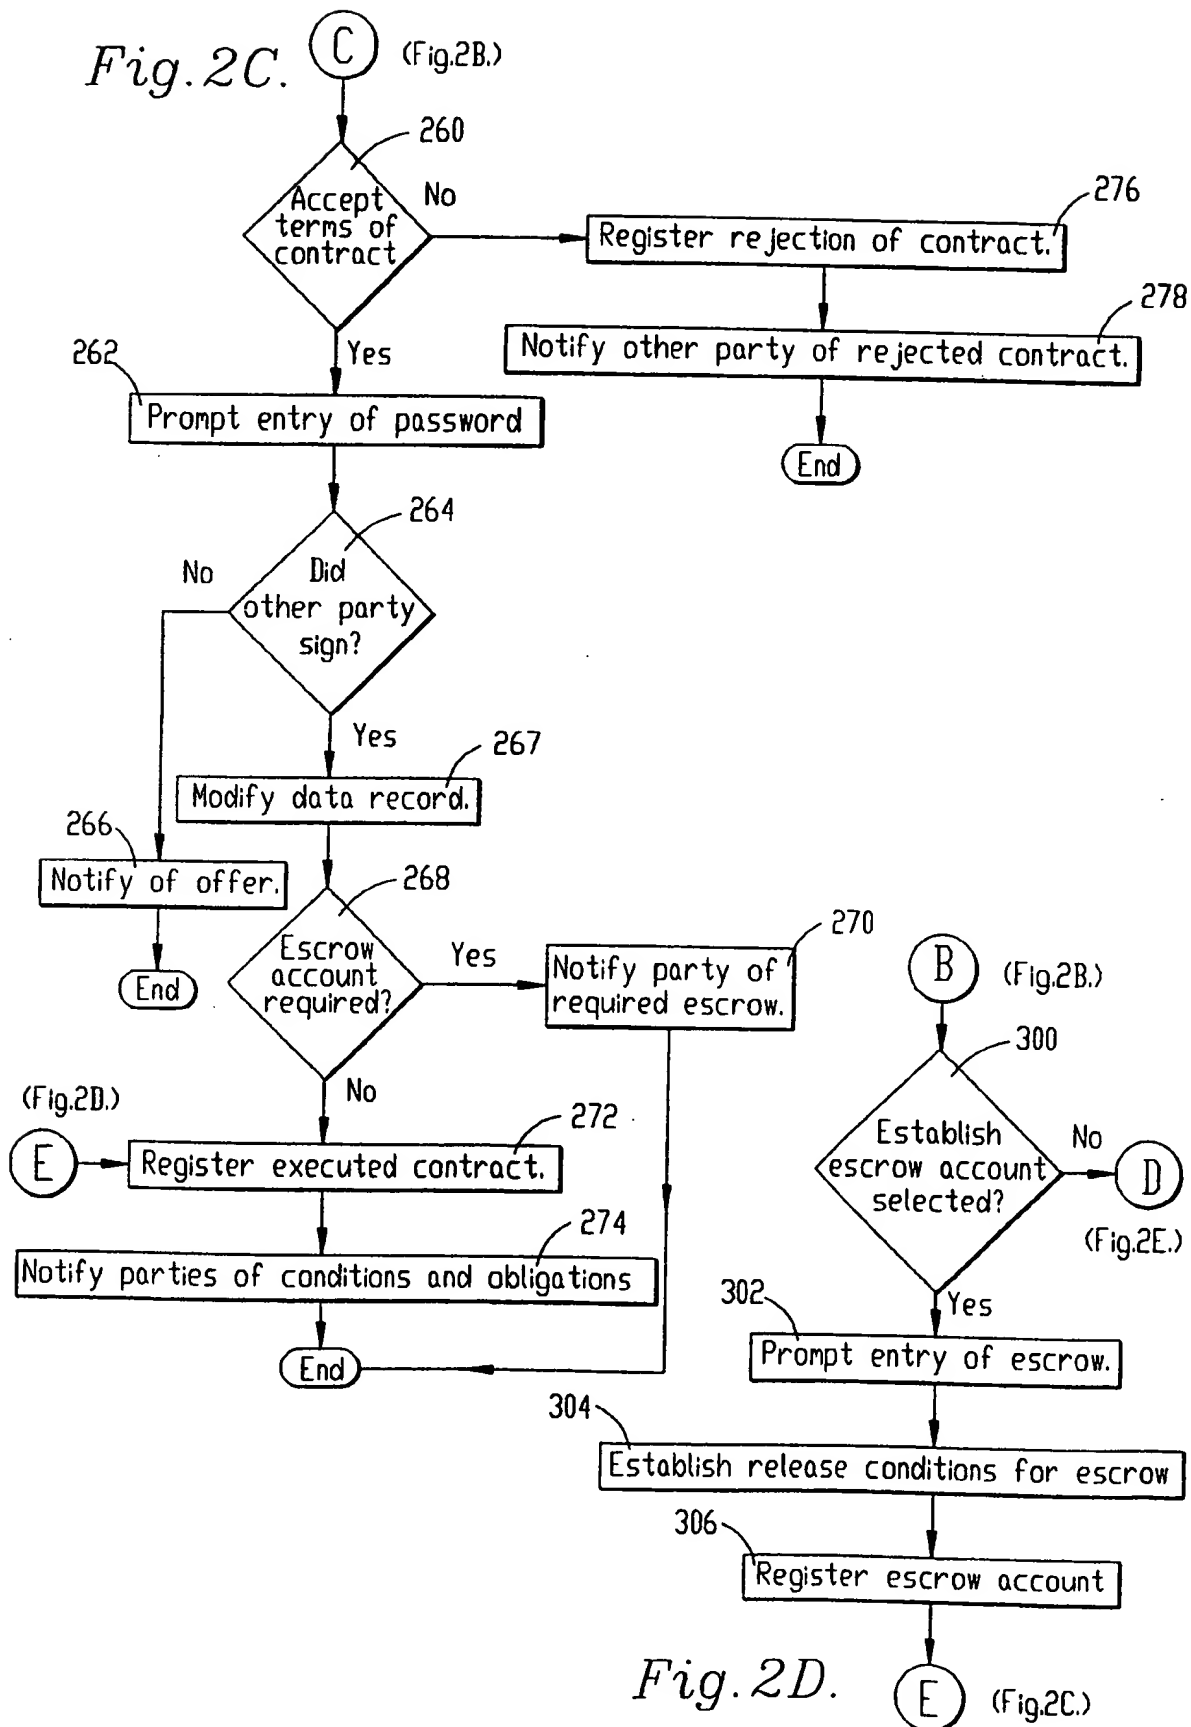 Fig.2C.
C
(Fig.2B.)
260
Accept
terms of
contract
No
276
Register rejection of contract.
278
Notify other party of rejected contract.
End
Yes
262
Prompt entry of password
264
Did
other party
sign?
No
Yes
267
Modify data record.
266
Notify of offer.
End
268
Escrow
account
required?
Yes
270
Notify party of
required escrow.
No
(Fig.2D.)
E
272
Register executed contract.
274
Notify parties of conditions and obligations
End
B
(Fig.2B.)
300
Establish
escrow account
selected?
No
D
(Fig.2E.)
Yes
302
Prompt entry of escrow.
304
Establish release conditions for escrow
306
Register escrow account
E
(Fig.2C.)
Fig.2D.